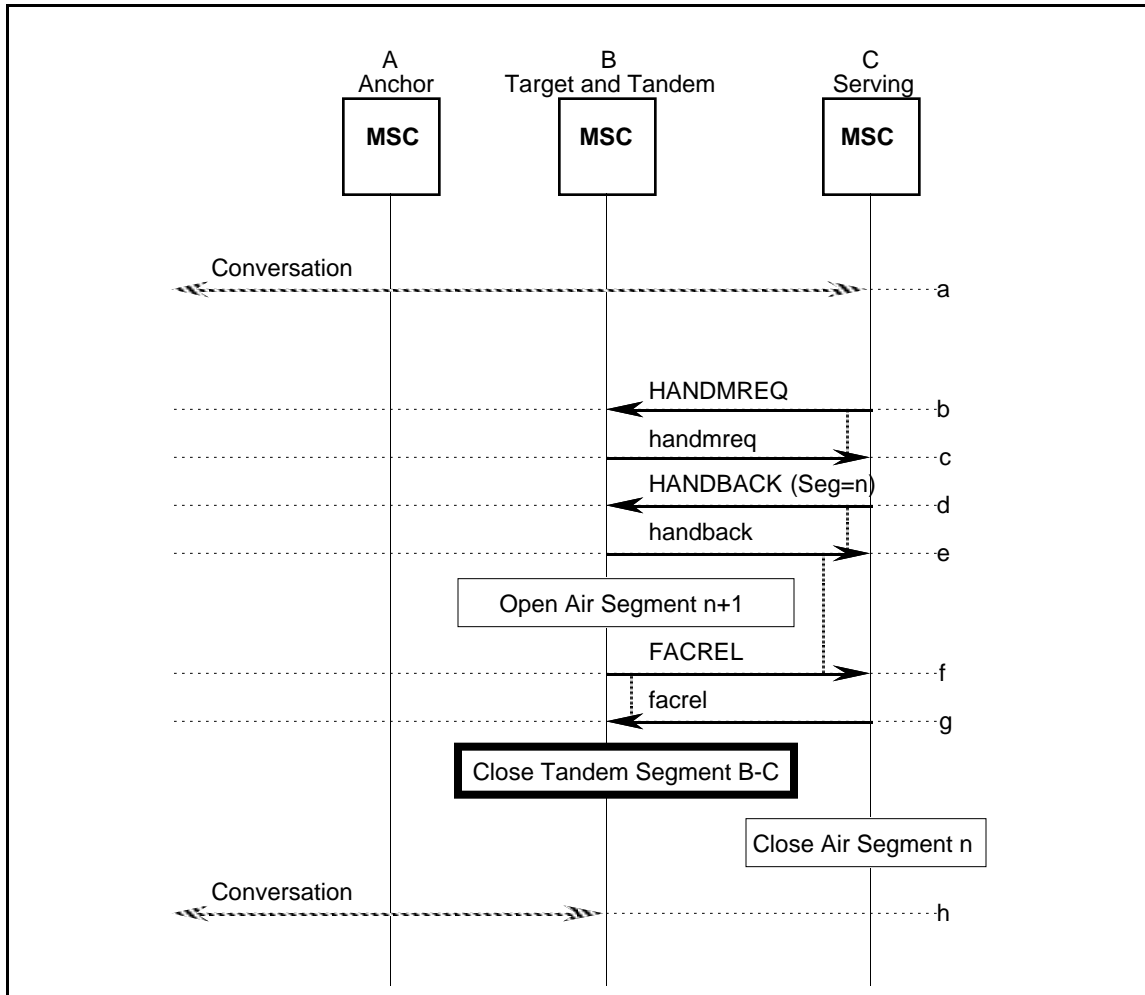 A
Anchor
B
Target and Tandem
C
Serving
MSC
MSC
MSC
Conversation
a
HANDMREQ
b
handmreq
c
HANDBACK (Seg=n)
d
handback
e
Open Air Segment n+1
FACREL
f
facrel
g
Close Tandem Segment B-C
Close Air Segment n
Conversation
h